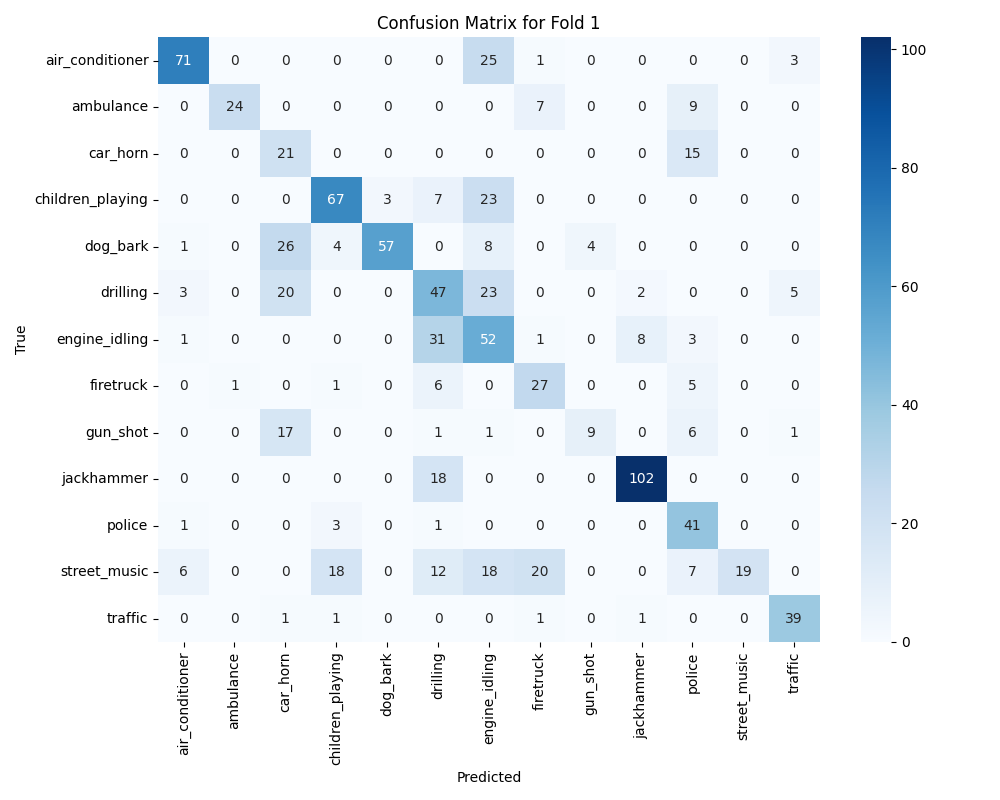 Confusion Matrix for Fold 1
True
air_conditioner 71 0 0 0 0 0 25 1 0 0 0 0 3
ambulance 0 24 0 0 0 0 0 7 0 0 9 0 0
car_horn 0 0 21 0 0 0 0 0 0 0 15 0 0
children_playing 0 0 0 67 3 7 23 0 0 0 0 0 0
dog_bark 1 0 26 4 57 0 8 0 4 0 0 0 0
drilling 3 0 20 0 0 47 23 0 0 2 0 0 5
engine_idling 1 0 0 0 0 31 52 1 0 8 3 0 0
firetruck 0 1 0 1 0 6 0 27 0 0 5 0 0
gun_shot 0 0 17 0 0 1 1 0 9 0 6 0 1
jackhammer 0 0 0 0 0 18 0 0 0 102 0 0 0
police 1 0 0 3 0 1 0 0 0 0 41 0 0
street_music 6 0 0 18 0 12 18 20 0 0 7 19 0
traffic 0 0 1 1 0 0 0 1 0 1 0 0 39
air_conditioner
ambulance
car_horn
children_playing
dog_bark
drilling
engine_idling
firetruck
gun_shot
jackhammer
police
street_music
traffic
Predicted
100
80
60
40
20
0